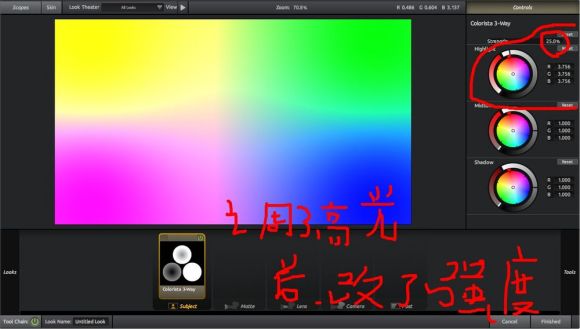 Scopes Skin Look Theater All Looks View Zoom: 70.8% R 0.486 G 0.604 B 3.137 Controls
Colorista 3-Way
Strength 25.0% Reset
Highlight Reset
R 3.756
G 3.756
B 3.756
Midtone Reset
R 1.000
G 1.000
B 1.000
Shadow Reset
R 1.000
G 1.000
B 1.000
调了高光
后.改了强度
Looks
Colorista 3-Way
Subject Matte Lens Camera Post
Tools
Tool Chain: Look Name: Untitled Look Cancel Finished